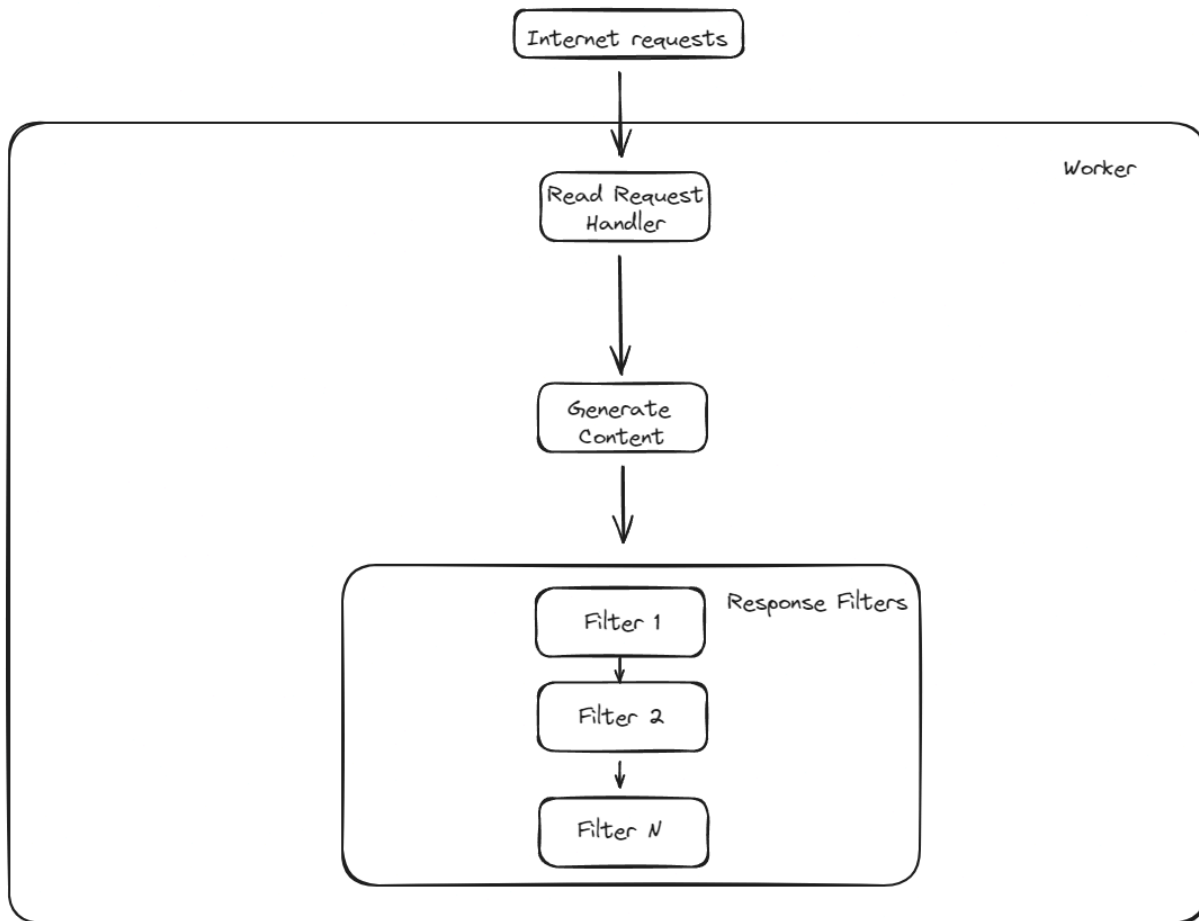 Internet requests
Worker
Read Request
Handler
Generate
Content
Response Filters
Filter 1
Filter 2
Filter N